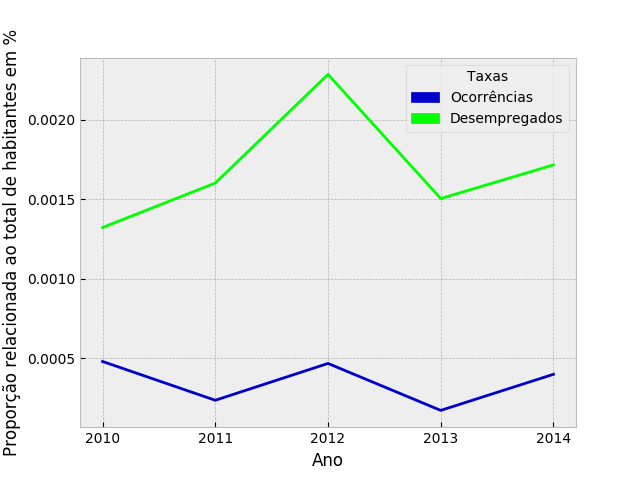 Proporção relacionada ao total de habitantes em %
0.0020
0.0015
0.0010
0.0005
Taxas
Ocorrências
Desempregados
2010 2011 2012 2013 2014
Ano